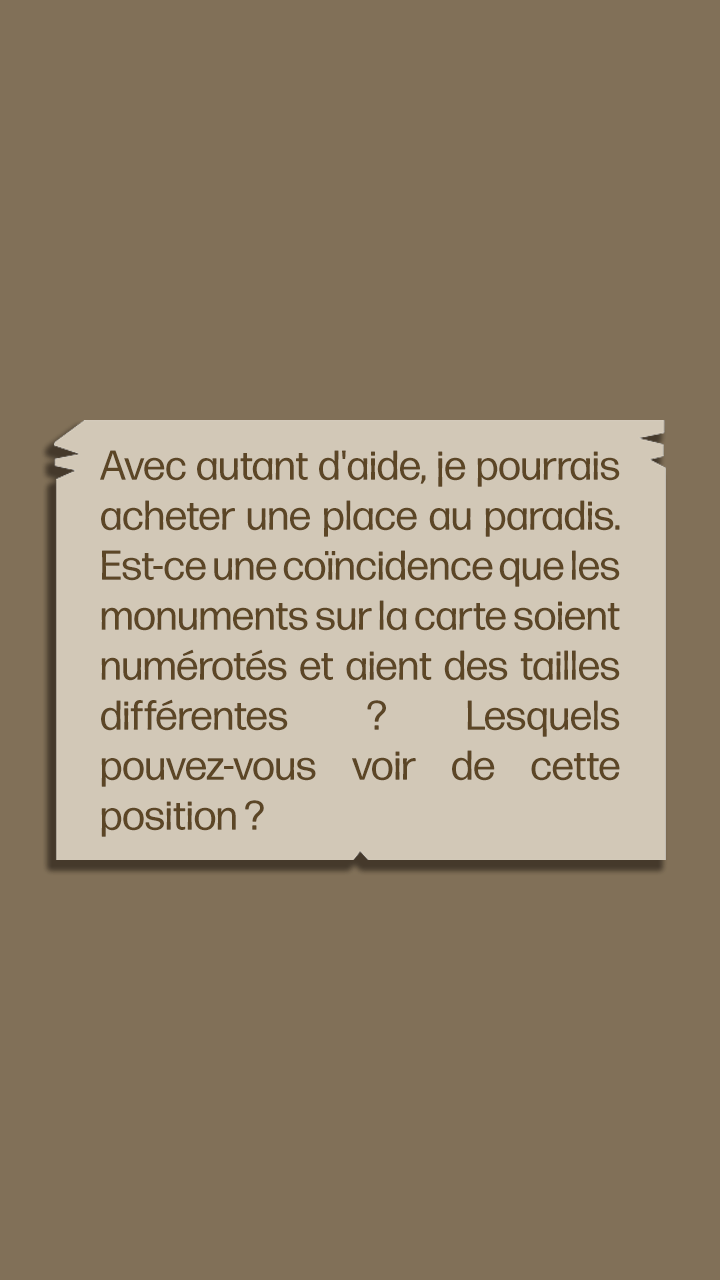 Avec autant d'aide, je pourrais
acheter une place au paradis.
Est-ce une coïncidence que les
monuments sur la carte soient
numérotés et aient des tailles
différentes ? Lesquels
pouvez-vous voir de cette
position ?